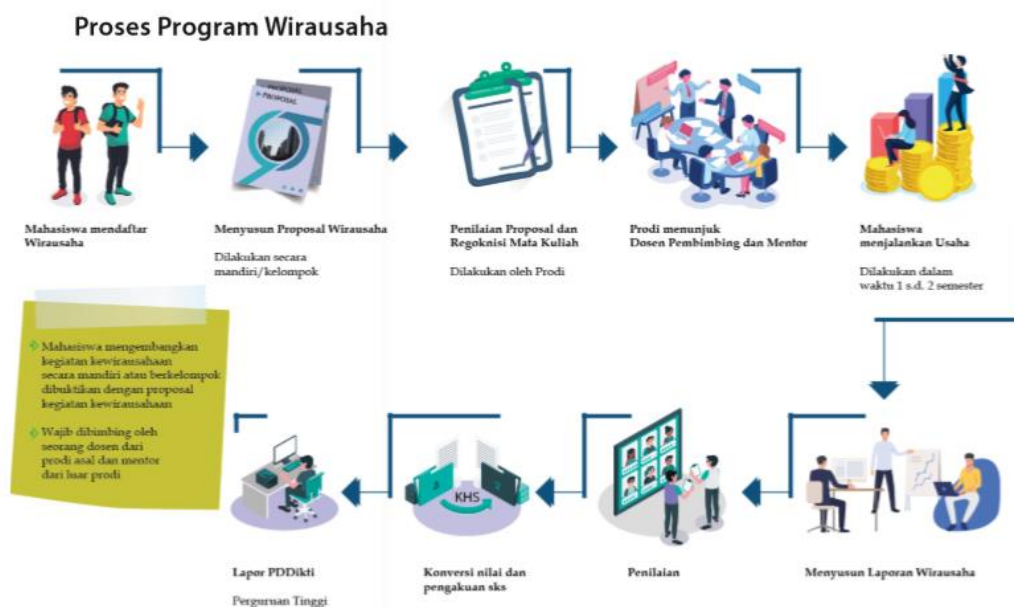 Proses Program Wirausaha
PROPOSAL
PROPOSAL
Mahasiswa mendaftar
Wirausaha
Menyusun Proposal Wirausaha
Dilakukan secara
mandiri/kelompok
Penilaian Proposal dan
Regoknisi Mata Kuliah
Dilakukan oleh Prodi
Prodi menunjuk
Dosen Pembimbing dan Mentor
Mahasiswa
menjalankan Usaha
Dilakukan dalam
waktu 1 s.d. 2 semester
Mahasiswa mengembangkan
kegiatan kewirausahaan
secara mandiri atau berkelompok
dibuktikan dengan proposal
kegiatan kewirausahaan
Wajib dibimbing oleh
seorang dosen dari
prodi asal dan mentor
dari luar prodi
KHS
Lapor PDDikti
Perguruan Tinggi
Konversi nilai dan
pengakuan sks
Penilaian
Menyusun Laporan Wirausaha